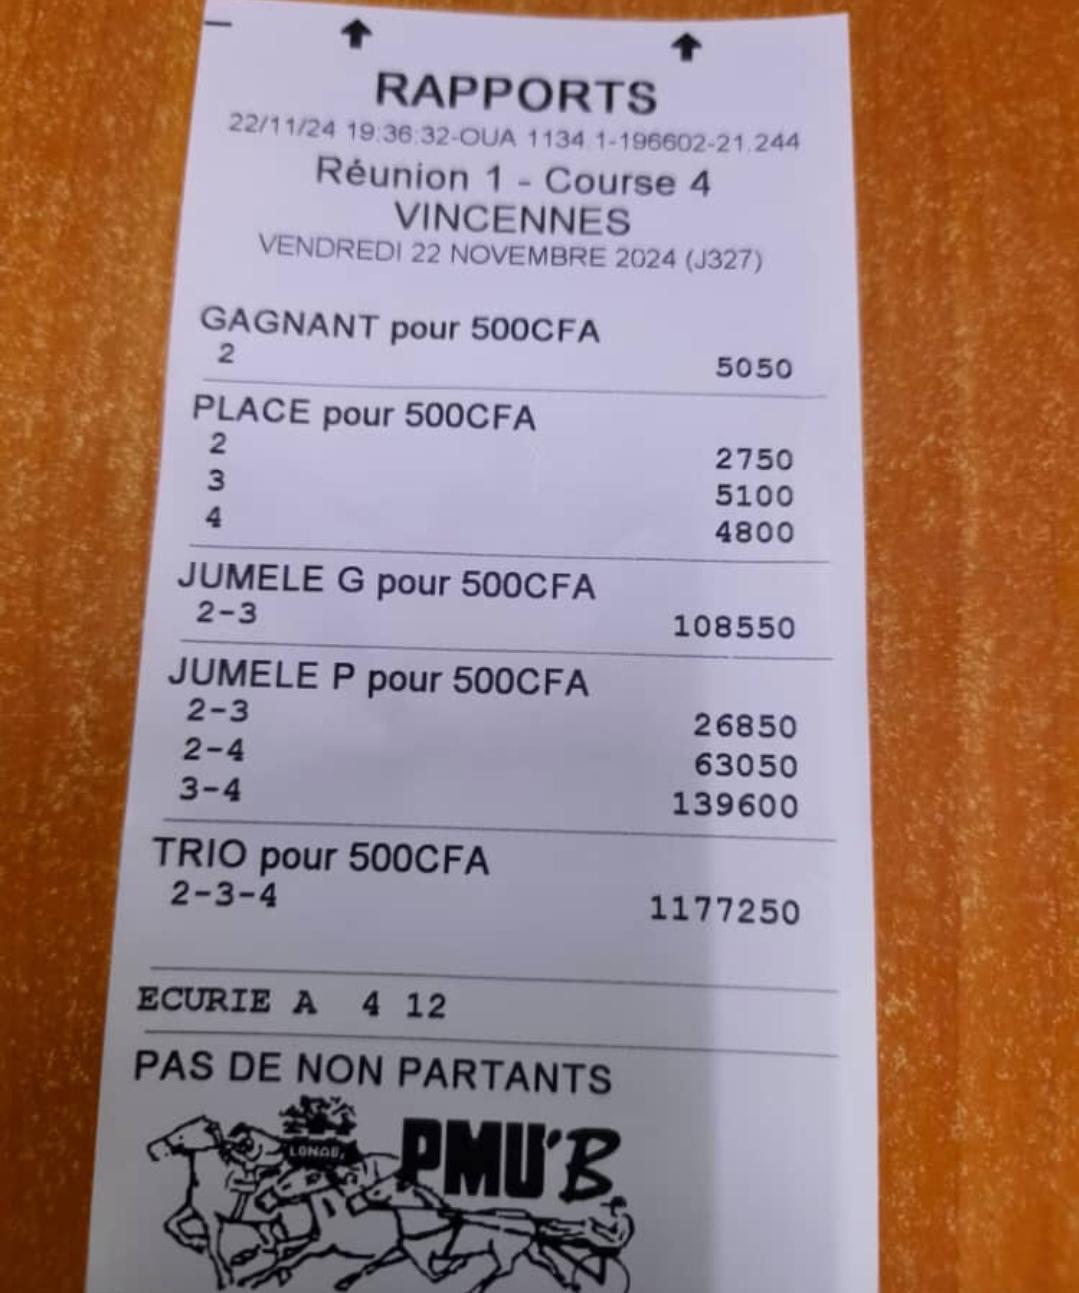 RAPPORTS
22/11/24 19:36:32-OUA 1134.1-196602-21.244
Réunion 1 - Course 4
VINCENNES
VENDREDI 22 NOVEMBRE 2024 (J327)
GAGNANT pour 500CFA
2 5050
PLACE pour 500CFA
2 2750
3 5100
4 4800
JUMELE G pour 500CFA
2-3 108550
JUMELE P pour 500CFA
2-3 26850
2-4 63050
3-4 139600
TRIO pour 500CFA
2-3-4 1177250
ECURIE A 4 12
PAS DE NON PARTANTS
LONAB
PMU'B